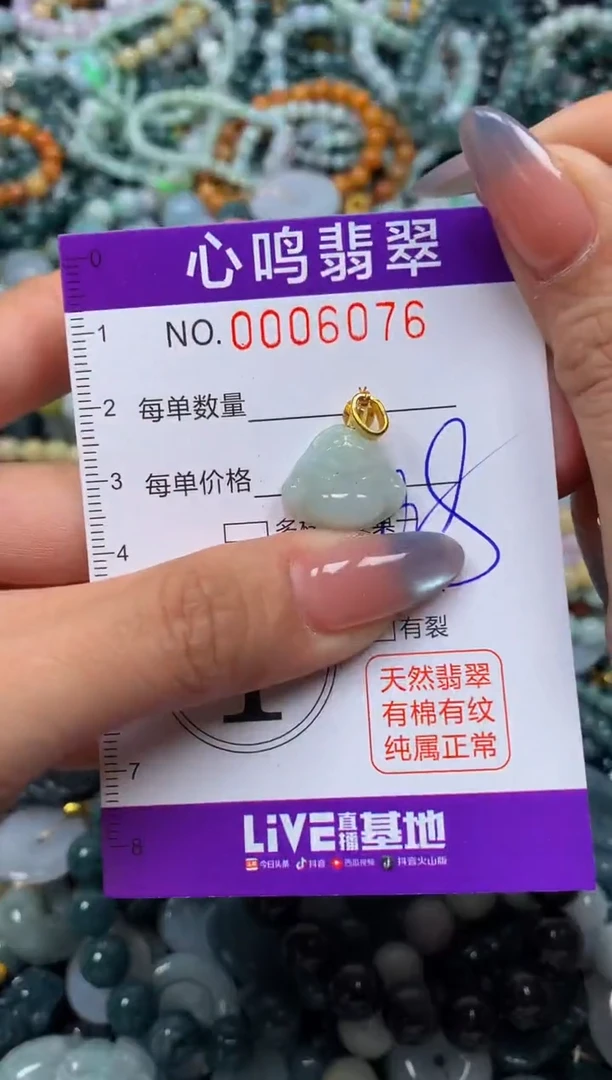 心鸣翡翠
0
NO.0006076
1
2
每单数量
3
每单价格
4
有裂
天然翡翠
有棉有纹
纯属正常
7
8
LiVE直播基地
今日头条 抖音 西瓜视频 抖音火山版